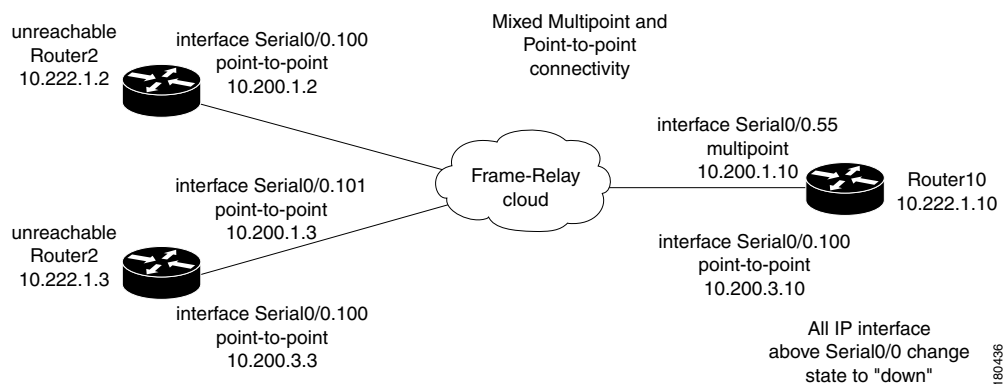 Mixed Multipoint and
Point-to-point
connectivity
unreachable
Router2
10.222.1.2
interface Serial0/0.100
point-to-point
10.200.1.2
interface Serial0/0.55
multipoint
10.200.1.10
Frame-Relay
cloud
Router10
10.222.1.10
interface Serial0/0.101
point-to-point
10.200.1.3
unreachable
Router2
10.222.1.3
interface Serial0/0.100
point-to-point
10.200.3.10
interface Serial0/0.100
point-to-point
10.200.3.3
All IP interface
above Serial0/0 change
state to "down"
180436